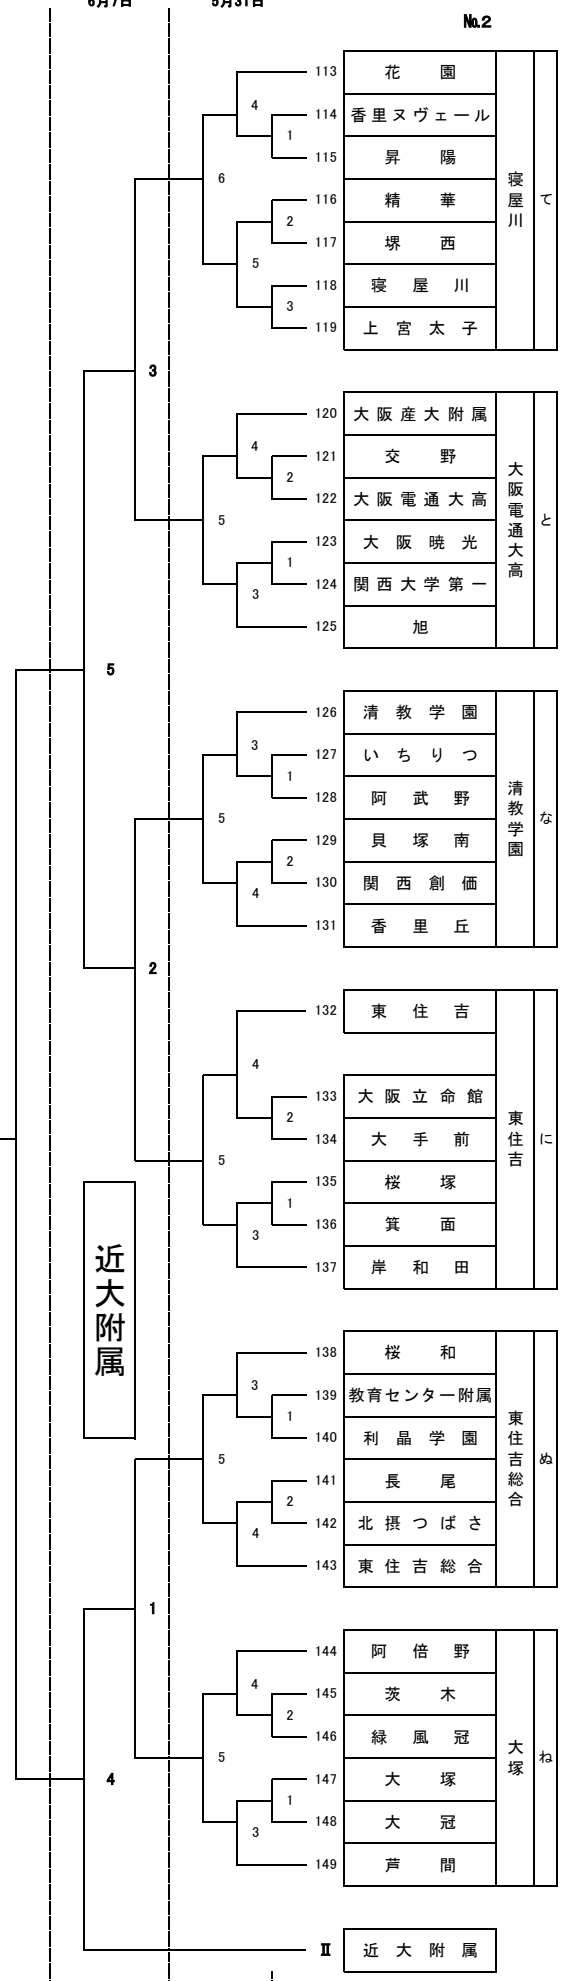 6月7日 5月31日
№2
113 花園
114 香里ヌヴェール
115 昇陽
116 精華
117 堺西
118 寝屋川
119 上宮太子
4
1
6
2
5
3
寝屋川 て
3
120 大阪産大附属
121 交野
122 大阪電通大高
123 大阪暁光
124 関西大学第一
125 旭
4
2
5
1
3
大阪電通大高 と
5
126 清教学園
127 いちりつ
128 阿武野
129 貝塚南
130 関西創価
131 香里丘
3
1
5
2
4
清教学園 な
2
132 東住吉
133 大阪立命館
134 大手前
135 桜塚
136 箕面
137 岸和田
4
2
5
1
3
東住吉 に
近大附属
138 桜和
139 教育センター附属
140 利晶学園
141 長尾
142 北摂つばさ
143 東住吉総合
3
1
5
2
4
東住吉総合 ぬ
1
144 阿倍野
145 茨木
146 緑風冠
147 大塚
148 大冠
149 芦間
4
2
5
1
3
大塚 ね
4
Ⅱ 近大附属